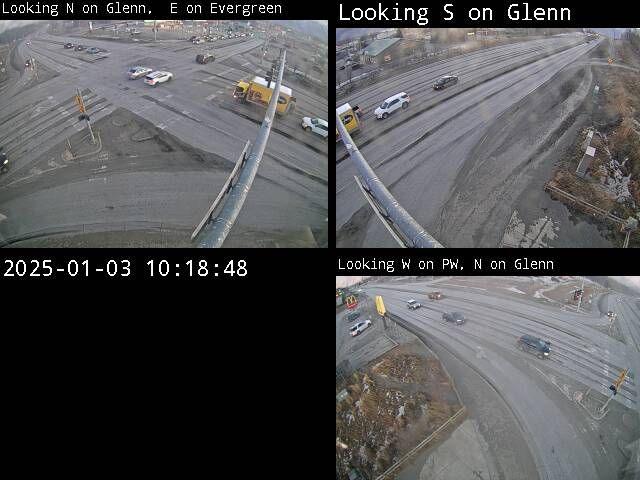 Looking N on Glenn,  E on Evergreen
Looking S on Glenn
2025-01-03 10:18:48
Looking W on PW, N on Glenn